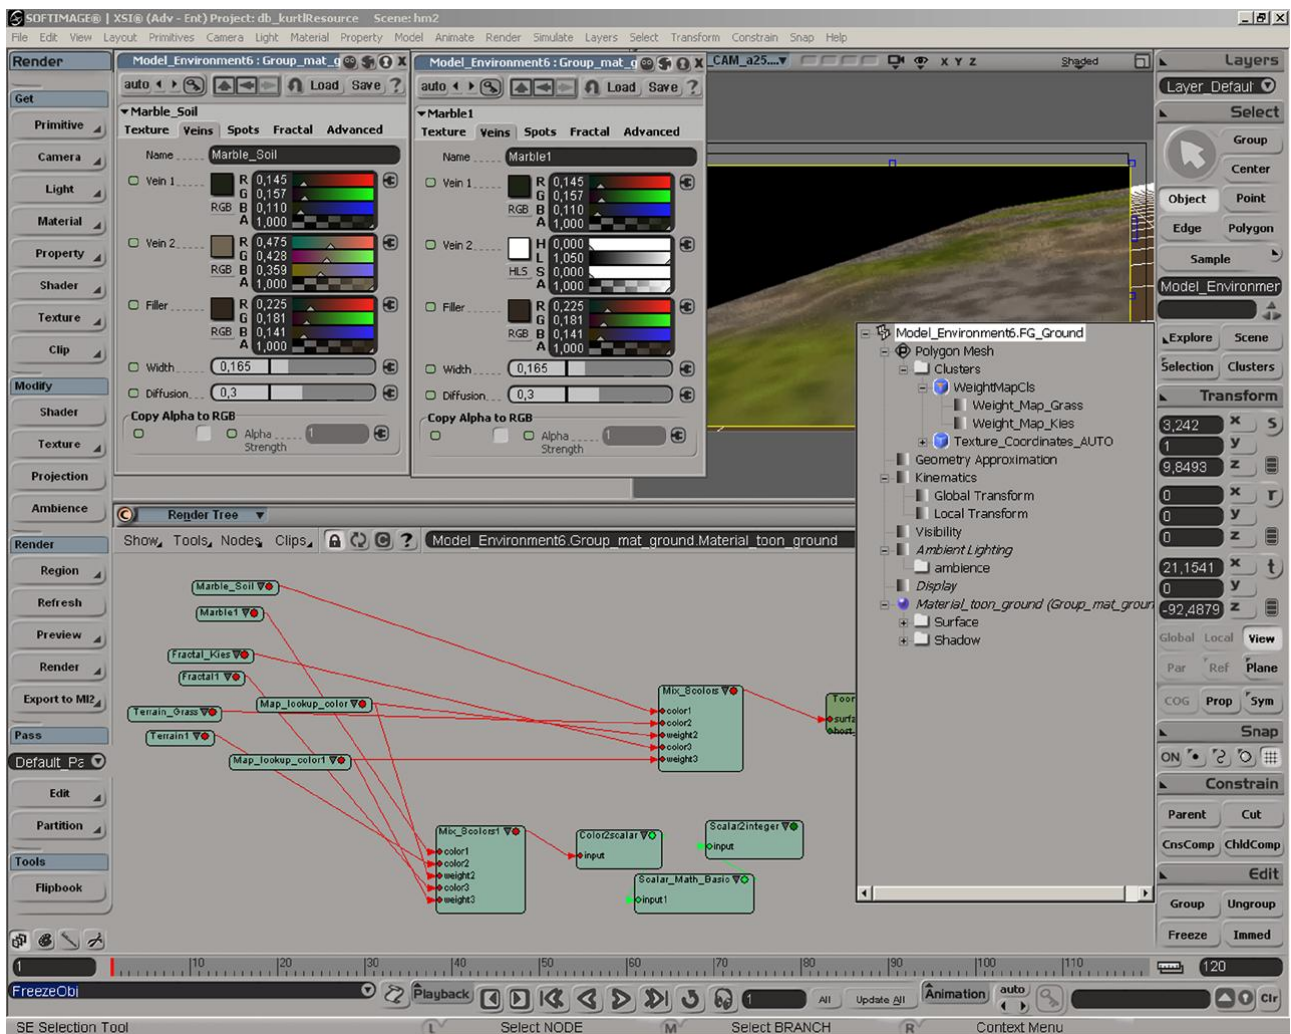 SOFTIMAGE® | XSI® (Adv - Ent) Project: db_kurtlResource Scene: hm2
File Edit View Layout Primitives Camera Light Material Property Model Animate Render Simulate Layers Select Transform Constrain Snap Help
Render
Get
Primitive
Camera
Light
Material
Property
Shader
Texture
Clip
Modify
Shader
Texture
Projection
Ambience
Render
Region
Refresh
Preview
Render
Export to MI2
Pass
Default_Pa
Edit
Partition
Tools
Flipbook
Model_Environment6 : Group_mat_g
auto Load Save ?
Marble_Soil
Texture Veins Spots Fractal Advanced
Name Marble_Soil
Vein 1 R 0,145
G 0,157
RGB B 0,110
A 1,000
Vein 2 R 0,475
G 0,428
RGB B 0,359
A 1,000
Filler R 0,225
G 0,181
RGB B 0,141
A 1,000
Width 0,165
Diffusion 0,3
Copy Alpha to RGB
Alpha 1
Strength
Model_Environment6 : Group_mat_g
auto Load Save ?
Marble1
Texture Veins Spots Fractal Advanced
Name Marble1
Vein 1 R 0,145
G 0,157
RGB B 0,110
A 1,000
Vein 2 H 0,000
L 1,050
HLS S 0,000
A 1,000
Filler R 0,225
G 0,181
RGB B 0,141
A 1,000
Width 0,165
Diffusion 0,3
Copy Alpha to RGB
Alpha 1
Strength
_CAM_a25.... X Y Z Shaded
Model_Environment6.FG_Ground
Polygon Mesh
Clusters
WeightMapCls
Weight_Map_Grass
Weight_Map_Kies
Texture_Coordinates_AUTO
Geometry Approximation
Kinematics
Global Transform
Local Transform
Visibility
Ambient Lighting
ambience
Display
Material_toon_ground (Group_mat_groun
Surface
Shadow
C Render Tree
Show Tools Nodes Clips C ? Model_Environment6.Group_mat_ground.Material_toon_ground
Marble_Soil
Marble1
Fractal_Kies
Fractal1
Map_lookup_color
Terrain_Grass
Terrain1
Map_lookup_color1
Mix_8colors
color1
color2
weight2
color3
weight3
Toor
surfa
Mix_8colors1
color1
color2
weight2
color3
weight3
Color2scalar
input
Scalar2integer
input
Scalar_Math_Basic
input1
Layers
Layer_Defaul
Select
Group
Center
Object Point
Edge Polygon
Sample
Model_Environmer
Explore Scene
Selection Clusters
Transform
3,242 x s
1 y
9,8493 z
0 x r
0 y
0 z
21,1541 x t
0 y
-92,4879 z
Global Local View
Par Ref Plane
COG Prop Sym
Snap
ON
Constrain
Parent Cut
CnsComp ChldComp
Edit
Group Ungroup
Freeze Immed
1 10 20 30 40 50 60 70 80 90 100 110 120
FreezeObj Playback 1 All Update All Animation auto Clr
SE Selection Tool L Select NODE M Select BRANCH R Context Menu